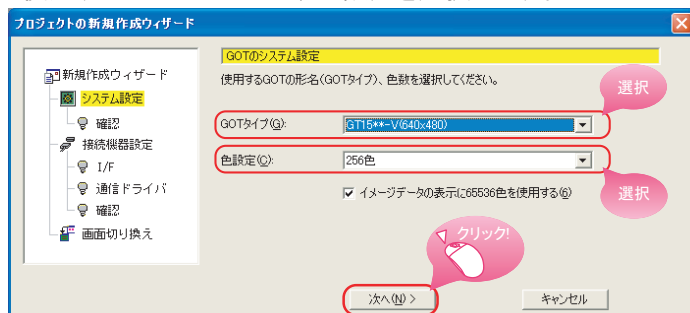 プロジェクトの新規作成ウィザード
GOTのシステム設定
使用するGOTの形名(GOTタイプ)、色数を選択してください。
新規作成ウィザード
システム設定
確認
接続機器設定
I/F
通信ドライバ
確認
画面切り換え
選択
GOTタイプ(G):
GT15**-V(640x480)
色設定(C):
256色
イメージデータの表示に65536色を使用する(6)
選択
クリック!
次へ(N) >
キャンセル